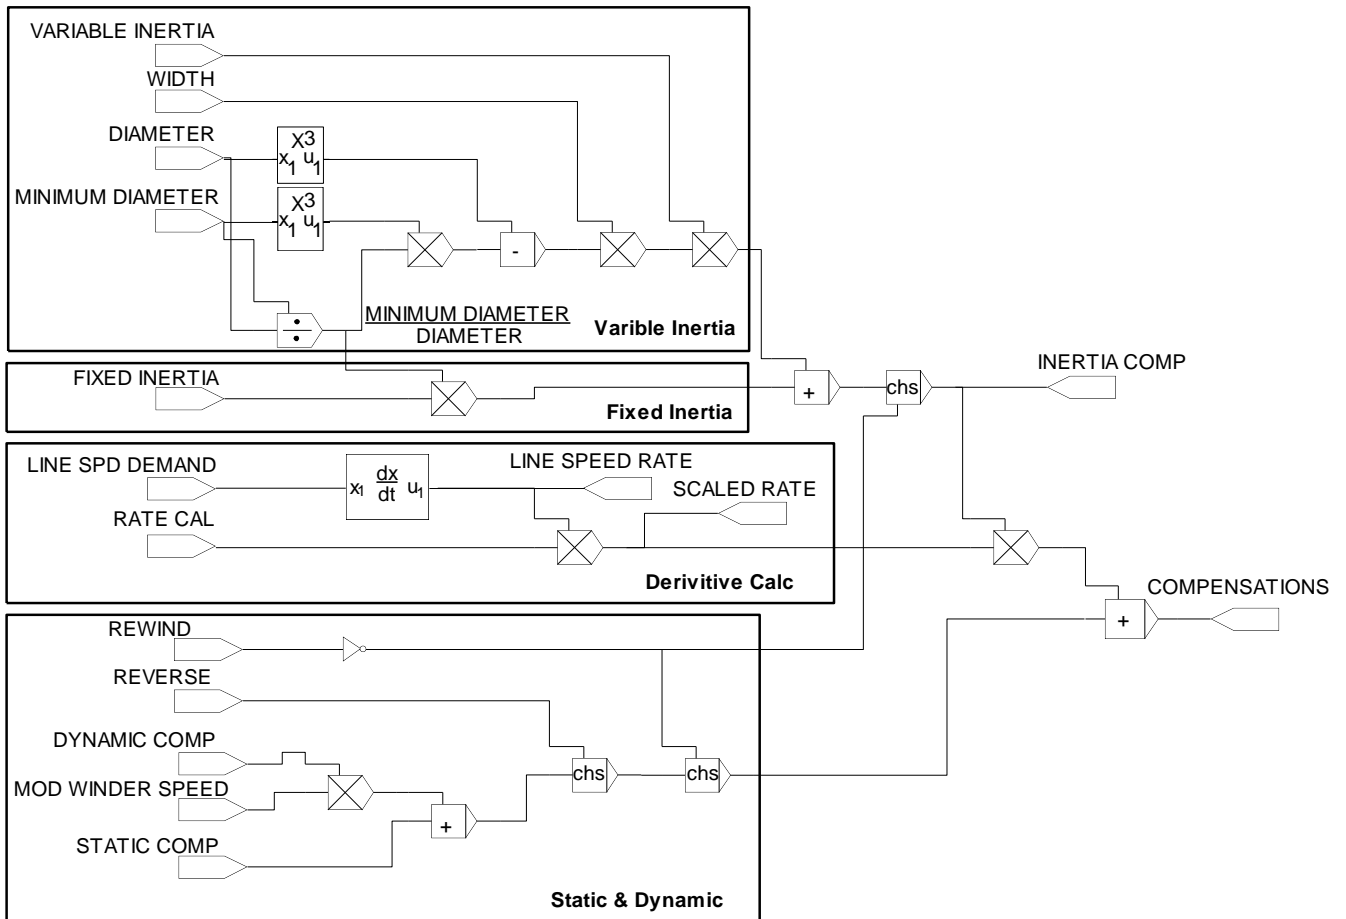 VARIABLE INERTIA
WIDTH
DIAMETER
X3
x1 u1
MINIMUM DIAMETER
X3
x1 u1
-
÷
MINIMUM DIAMETER
DIAMETER
Varible Inertia
FIXED INERTIA
Fixed Inertia
+
chs
INERTIA COMP
LINE SPD DEMAND
x1 dx u1
dt
LINE SPEED RATE
SCALED RATE
RATE CAL
Derivitive Calc
COMPENSATIONS
+
REWIND
REVERSE
DYNAMIC COMP
chs
chs
MOD WINDER SPEED
+
STATIC COMP
Static & Dynamic